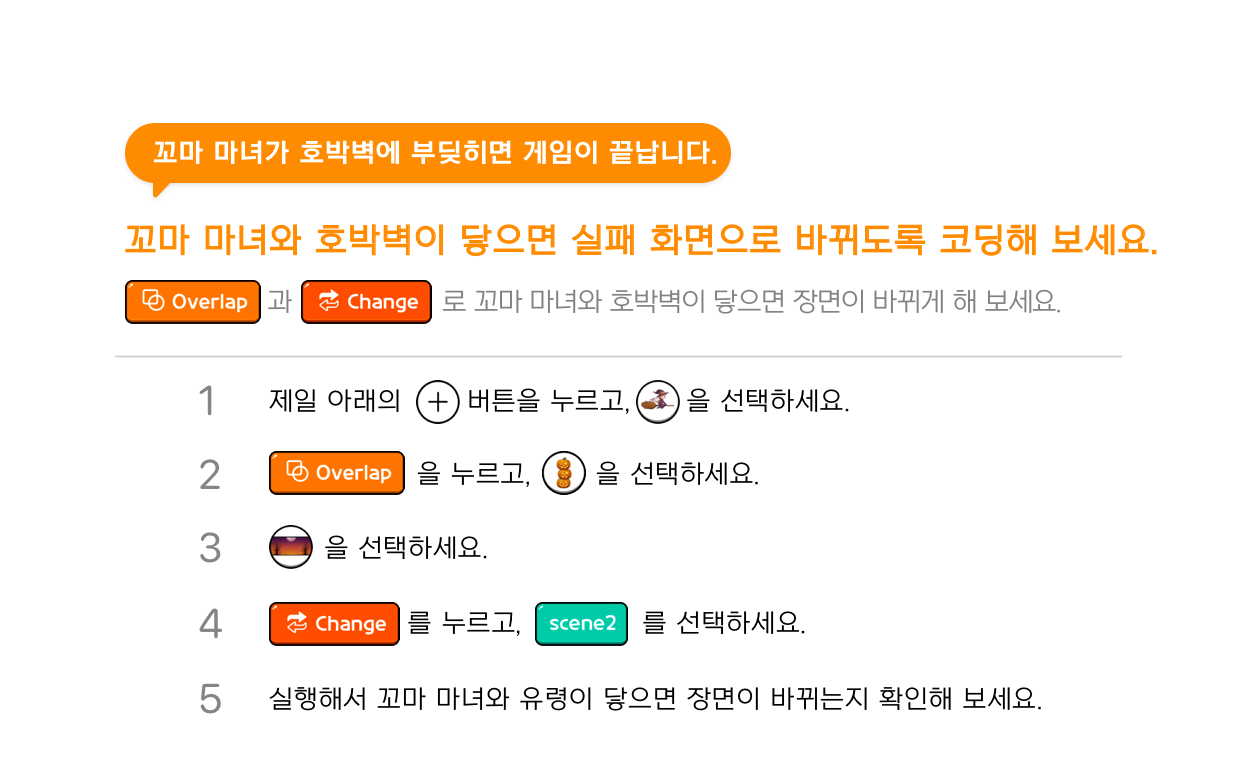 꼬마 마녀가 호박벽에 부딪히면 게임이 끝납니다.
꼬마 마녀와 호박벽이 닿으면 실패 화면으로 바뀌도록 코딩해 보세요.
Overlap 과 Change 로 꼬마 마녀와 호박벽이 닿으면 장면이 바뀌게 해 보세요.
1 제일 아래의 + 버튼을 누르고, 을 선택하세요.
2 Overlap 을 누르고, 을 선택하세요.
3 을 선택하세요.
4 Change 를 누르고, scene2 를 선택하세요.
5 실행해서 꼬마 마녀와 유령이 닿으면 장면이 바뀌는지 확인해 보세요.